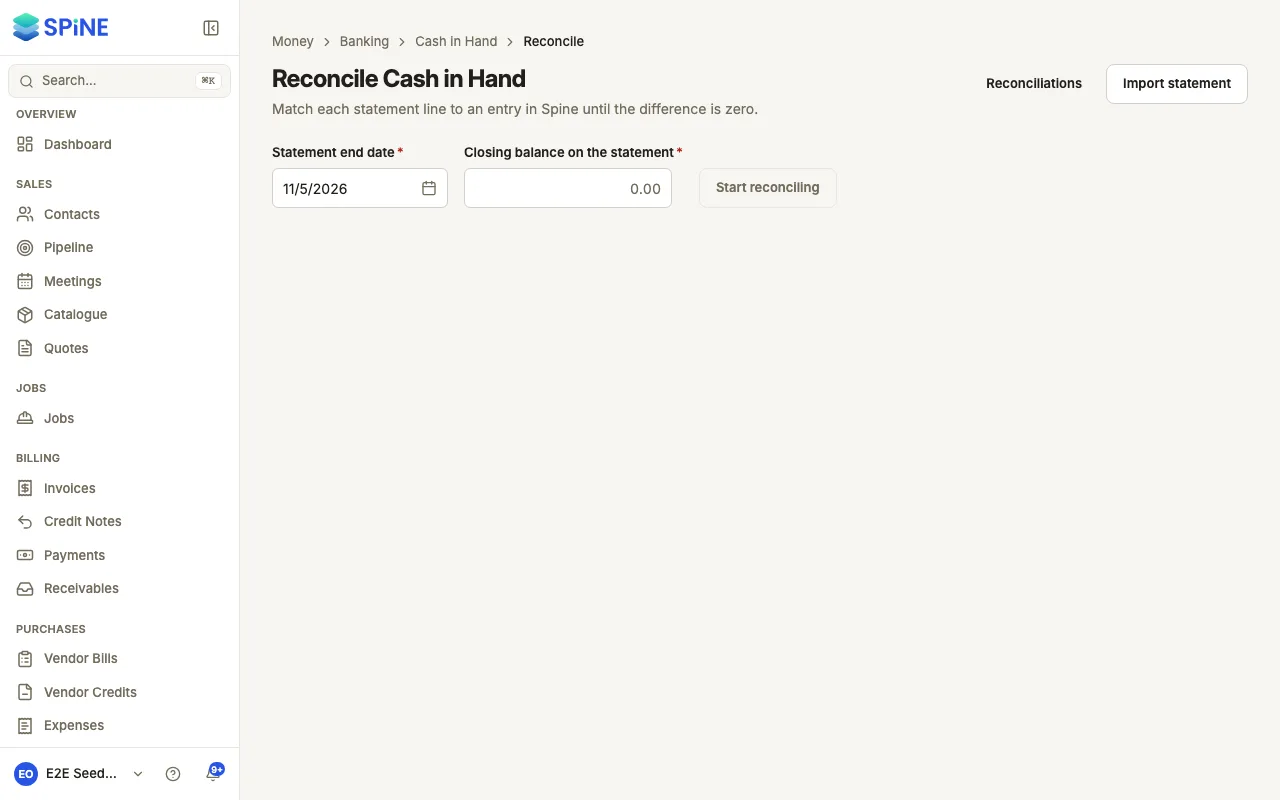 SPiNE
Search...
⌘K
OVERVIEW
Dashboard
SALES
Contacts
Pipeline
Meetings
Catalogue
Quotes
JOBS
Jobs
BILLING
Invoices
Credit Notes
Payments
Receivables
PURCHASES
Vendor Bills
Vendor Credits
Expenses
EO
E2E Seed...
9+
Money > Banking > Cash in Hand > Reconcile
Reconcile Cash in Hand
Match each statement line to an entry in Spine until the difference is zero.
Reconciliations
Import statement
Statement end date *
Closing balance on the statement *
11/5/2026
0.00
Start reconciling